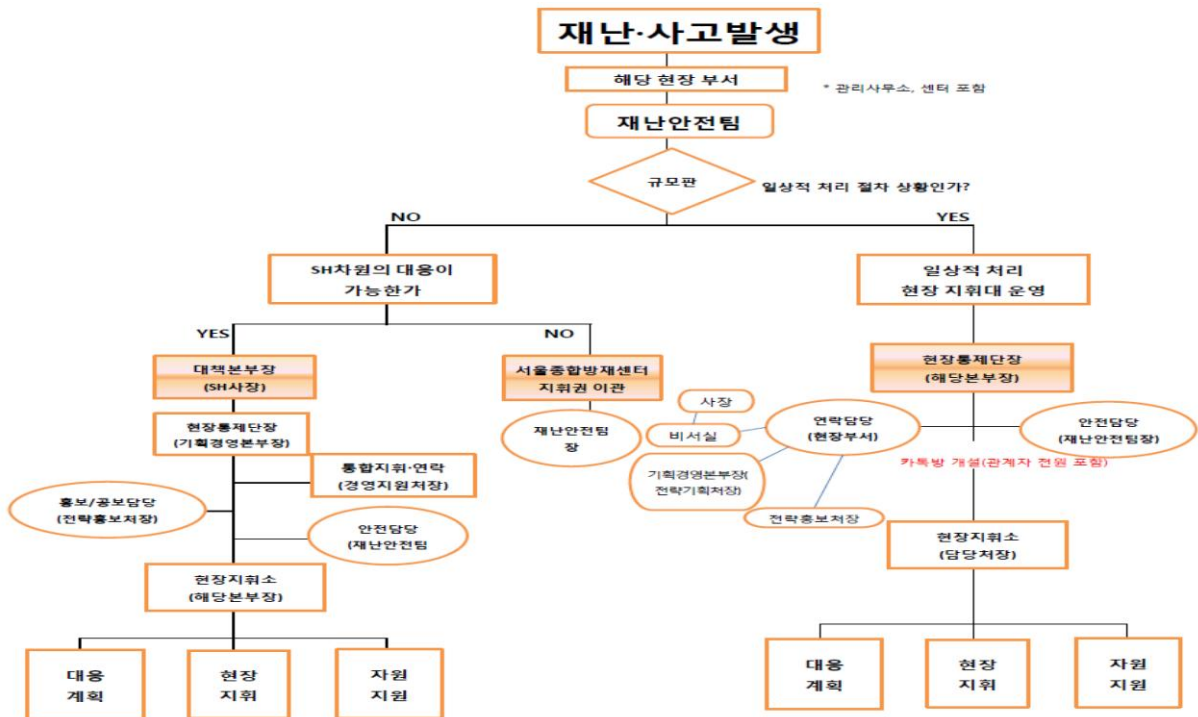 재난·사고발생
해당 현장 부서
* 관리사무소, 센터 포함
재난안전팀
규모판
일상적 처리 절차 상황인가?
NO
YES
SH차원의 대응이
가능한가
일상적 처리
현장 지휘대 운영
YES
NO
대책본부장
(SH사장)
서울종합방재센터
지휘권 이관
현장통제단장
(해당본부장)
현장통제단장
(기획경영본부장)
재난안전팀
장
사장
비서실
연락담당
(현장부서)
안전담당
(재난안전팀장)
통합지휘·연락
(경영지원처장)
기획경영본부장(
전략기획처장)
카톡방 개설(관계자 전원 포함)
홍보/공보담당
(전략홍보처장)
전략홍보처장
안전담당
(재난안전팀
현장지휘소
(담당처장)
현장지휘소
(해당본부장)
대응
계획
현장
지휘
자원
지원
대응
계획
현장
지휘
자원
지원